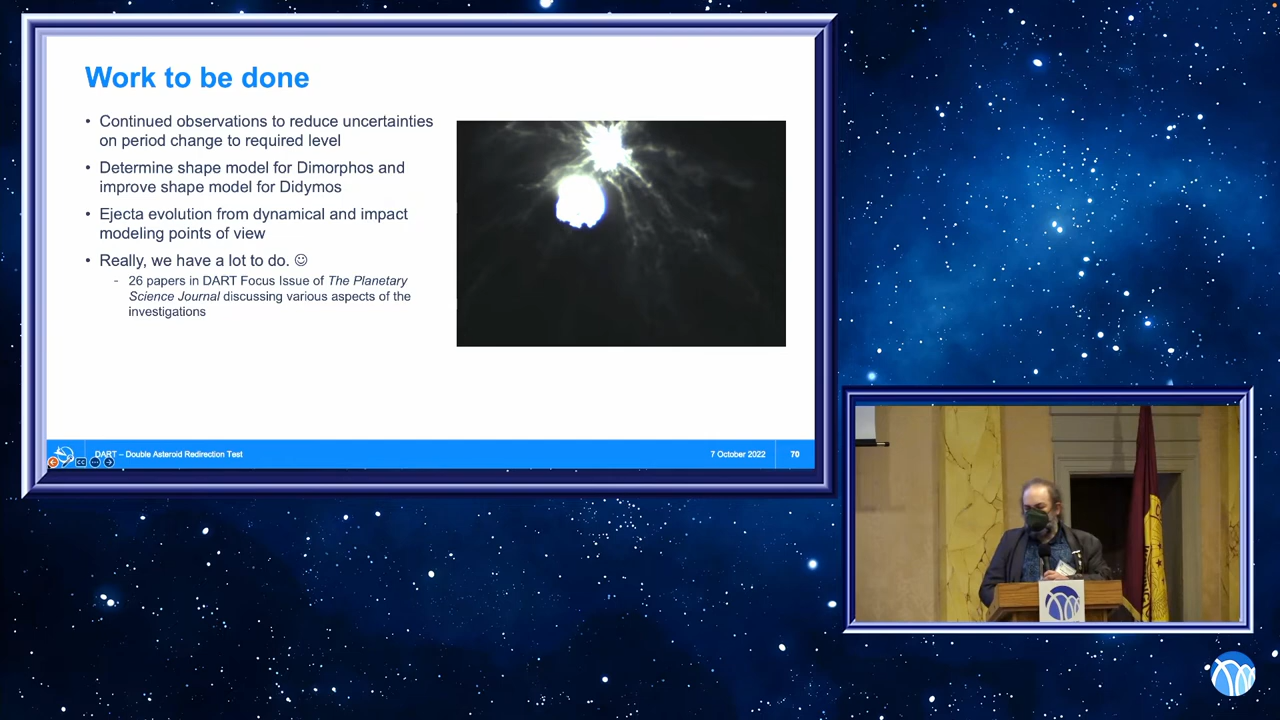 Work to be done
• Continued observations to reduce uncertainties
on period change to required level
• Determine shape model for Dimorphos and
improve shape model for Didymos
• Ejecta evolution from dynamical and impact
modeling points of view
• Really, we have a lot to do. ☺
- 26 papers in DART Focus Issue of The Planetary
Science Journal discussing various aspects of the
investigations
DART – Double Asteroid Redirection Test
7 October 2022
70
CC